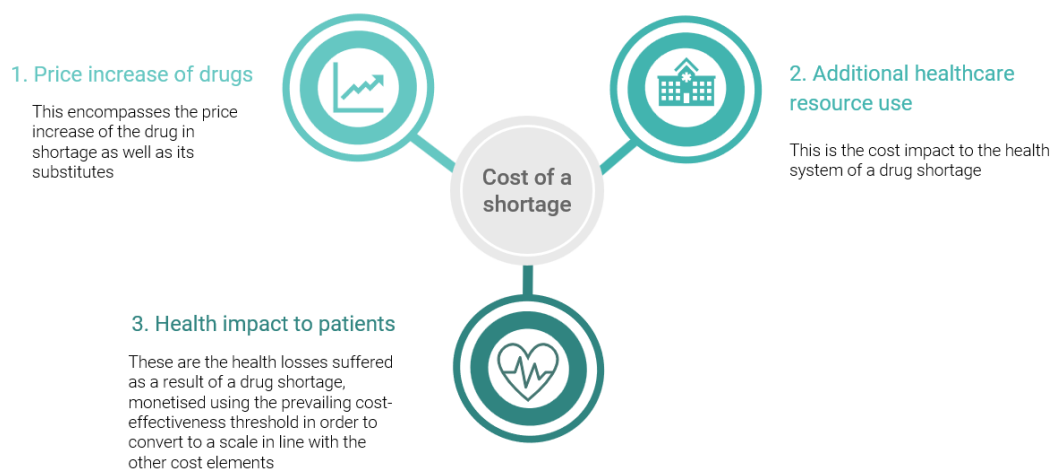 1. Price increase of drugs
This encompasses the price
increase of the drug in
shortage as well as its
substitutes
2. Additional healthcare
resource use
This is the cost impact to the health
system of a drug shortage
Cost of a
shortage
3. Health impact to patients
These are the health losses suffered
as a result of a drug shortage,
monetised using the prevailing cost-
effectiveness threshold in order to
convert to a scale in line with the
other cost elements